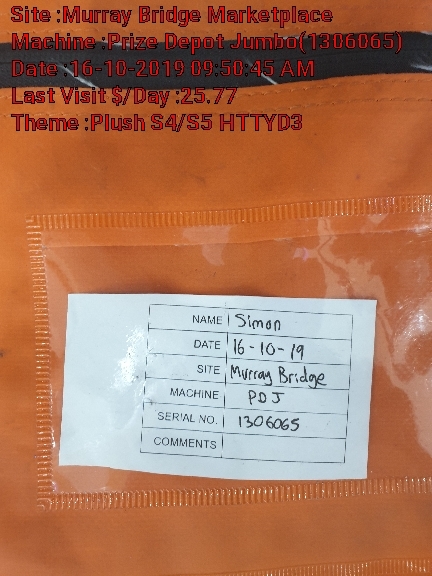 Site :Murray Bridge Marketplace
Machine :Prize Depot Jumbo(1306065)
Date :16-10-2019 09:50:45 AM
Last Visit $/Day :25.77
Theme :Plush S4/S5 HTTYD3
NAME Simon
DATE 16-10-19
SITE Murray Bridge
MACHINE PDJ
SERIAL NO. 1306065
COMMENTS